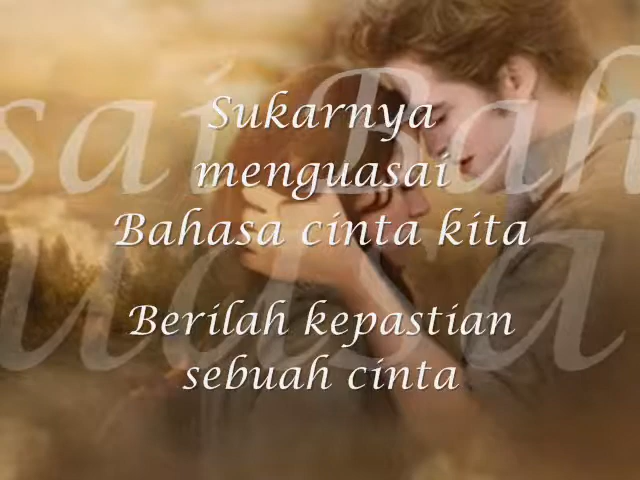 Sukarnya
menguasai
Bahasa cinta kita
Berilah kepastian
sebuah cinta